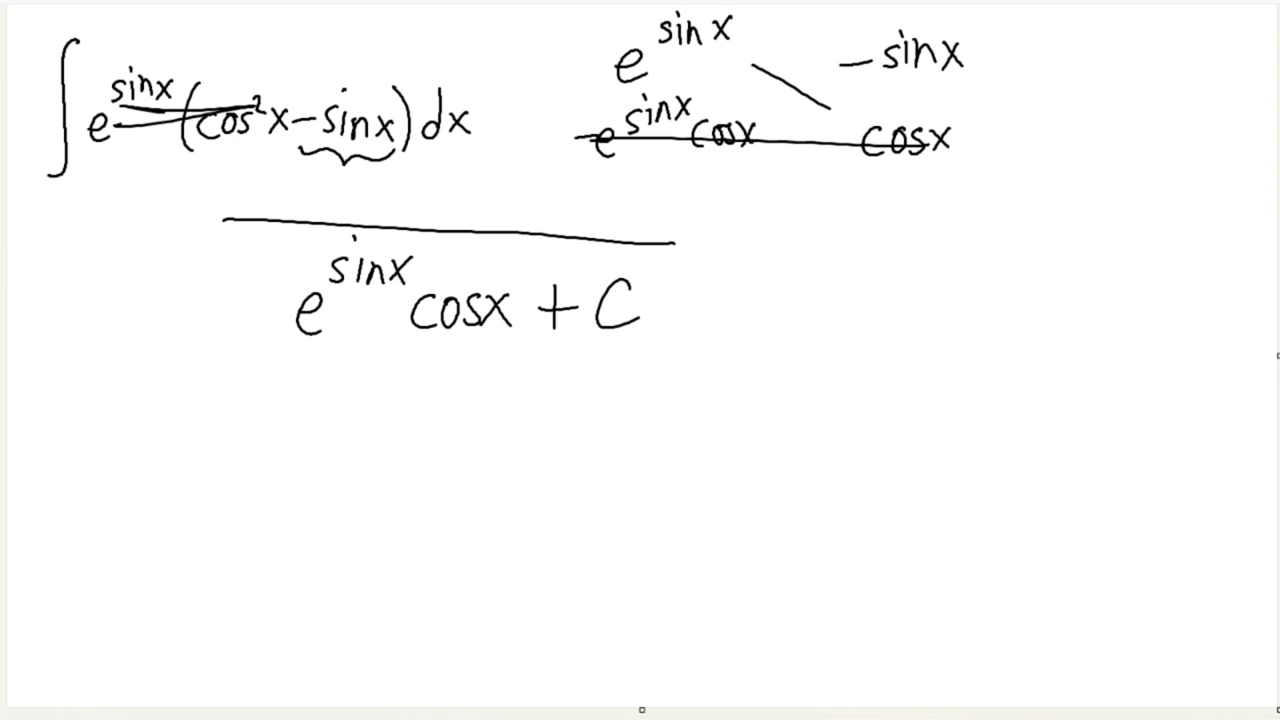 ∫ e^{sinx} (cos²x - sinx) dx
e^{sinx} - sinx
e^{sinx} cosx cosx
e^{sinx} cosx + C